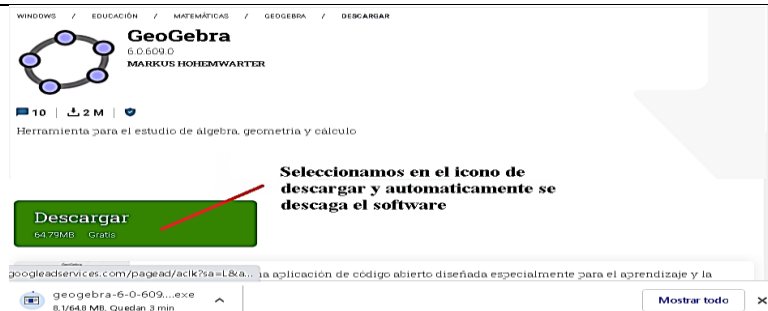 WINDOWS / EDUCACIÓN / MATEMÁTICAS / GEOGEBRA / DESCARGAR
GeoGebra
6.0.609.0
MARKUS HOHEMWARTER
10 | 2 M |
Herramienta para el estudio de álgebra, geometría y cálculo
Seleccionamos en el icono de
descargar y automaticamente se
descaga el software
Descargar
64.79MB Gratis
googleadservices.com/pagead/aclk?sa=L&a... na aplicación de código abierto diseñada especialmente para el aprendizaje y la
geogebra-6-0-609....exe
8,1/64,8 MB, Quedan 3 min
Mostrar todo